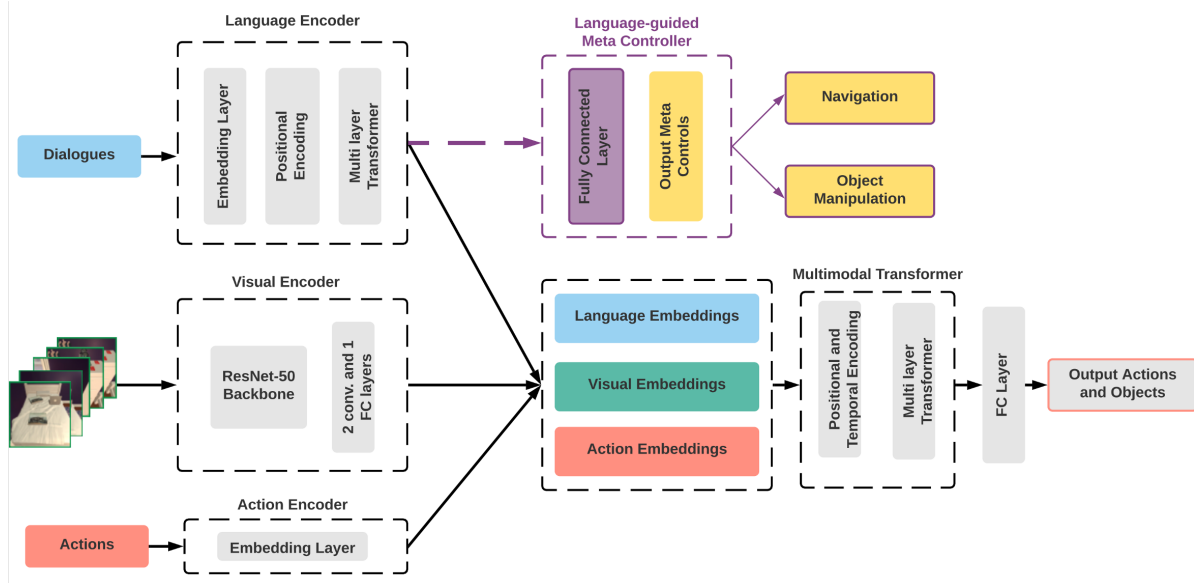 Language Encoder
Dialogues
Embedding Layer
Positional
Encoding
Multi layer
Transformer
Language-guided
Meta Controller
Fully Connected
Layer
Output Meta
Controls
Navigation
Object
Manipulation
Visual Encoder
ResNet-50
Backbone
2 conv. and 1
FC layers
Action Encoder
Actions
Embedding Layer
Language Embeddings
Visual Embeddings
Action Embeddings
Multimodal Transformer
Positional and
Temporal Encoding
Multi layer
Transformer
FC Layer
Output Actions
and Objects